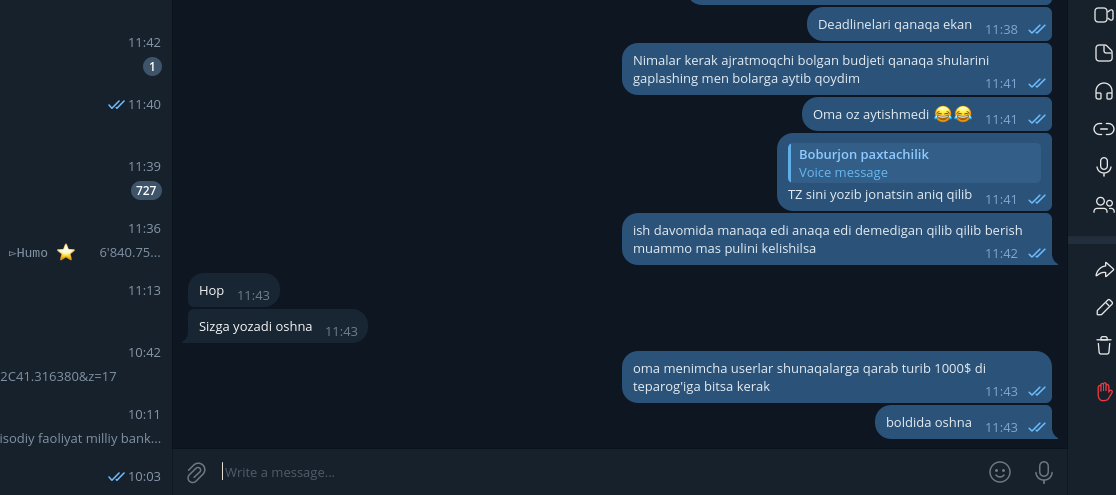 11:42
1
11:40
11:39
727
11:36
▻Humo ⭐ 6'840.75...
11:13
10:42
2C41.316380&z=17
10:11
isodiy faoliyat milliy bank...
10:03
Deadlinelari qanaqa ekan 11:38
Nimalar kerak ajratmoqchi bolgan budjeti qanaqa shularini
gaplashing men bolarga aytib qoydim 11:41
Oma oz aytishmedi 😂😂 11:41
Boburjon paxtachilik
Voice message
TZ sini yozib jonatsin aniq qilib 11:41
ish davomida manaqa edi anaqa edi demedigan qilib qilib berish
muammo mas pulini kelishilsa 11:42
Hop 11:43
Sizga yozadi oshna 11:43
oma menimcha userlar shunaqalarga qarab turib 1000$ di
teparog'iga bitsa kerak 11:43
boldida oshna 11:43
Write a message...